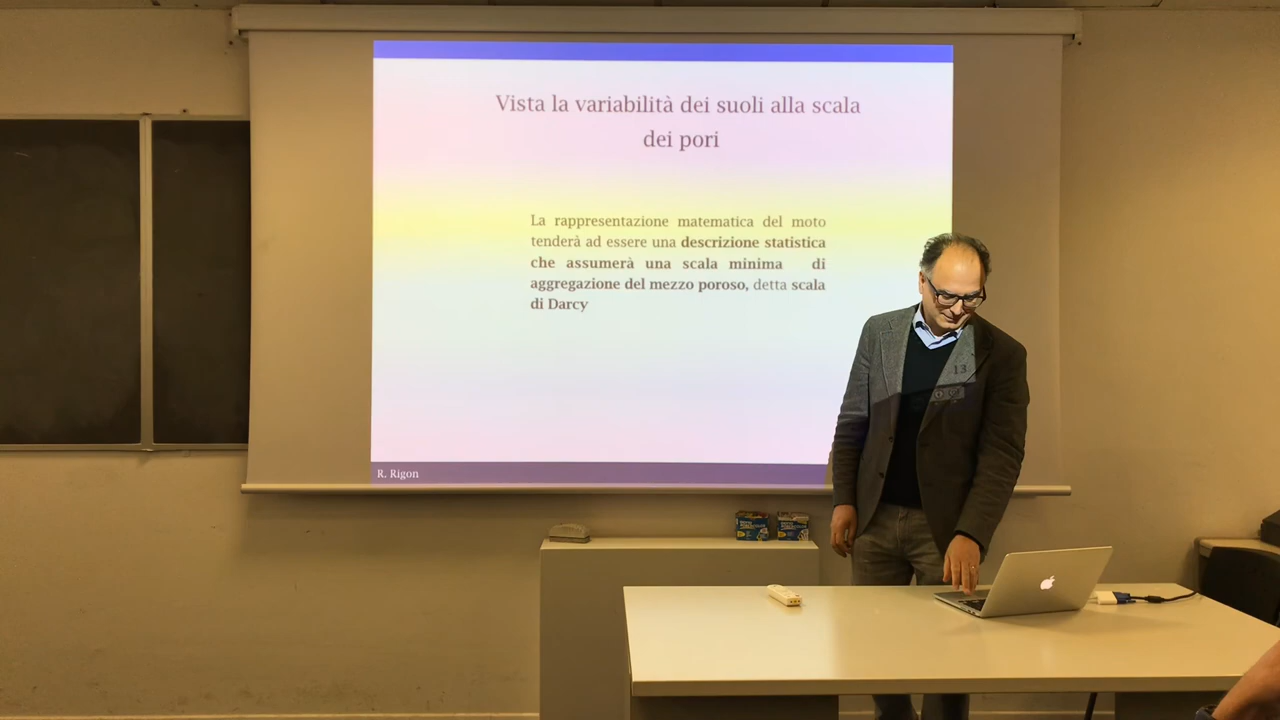 Vista la variabilità dei suoli alla scala
dei pori
La rappresentazione matematica del moto
tenderà ad essere una descrizione statistica
che assumerà una scala minima di
aggregazione del mezzo poroso, detta scala
di Darcy
13
R. Rigon